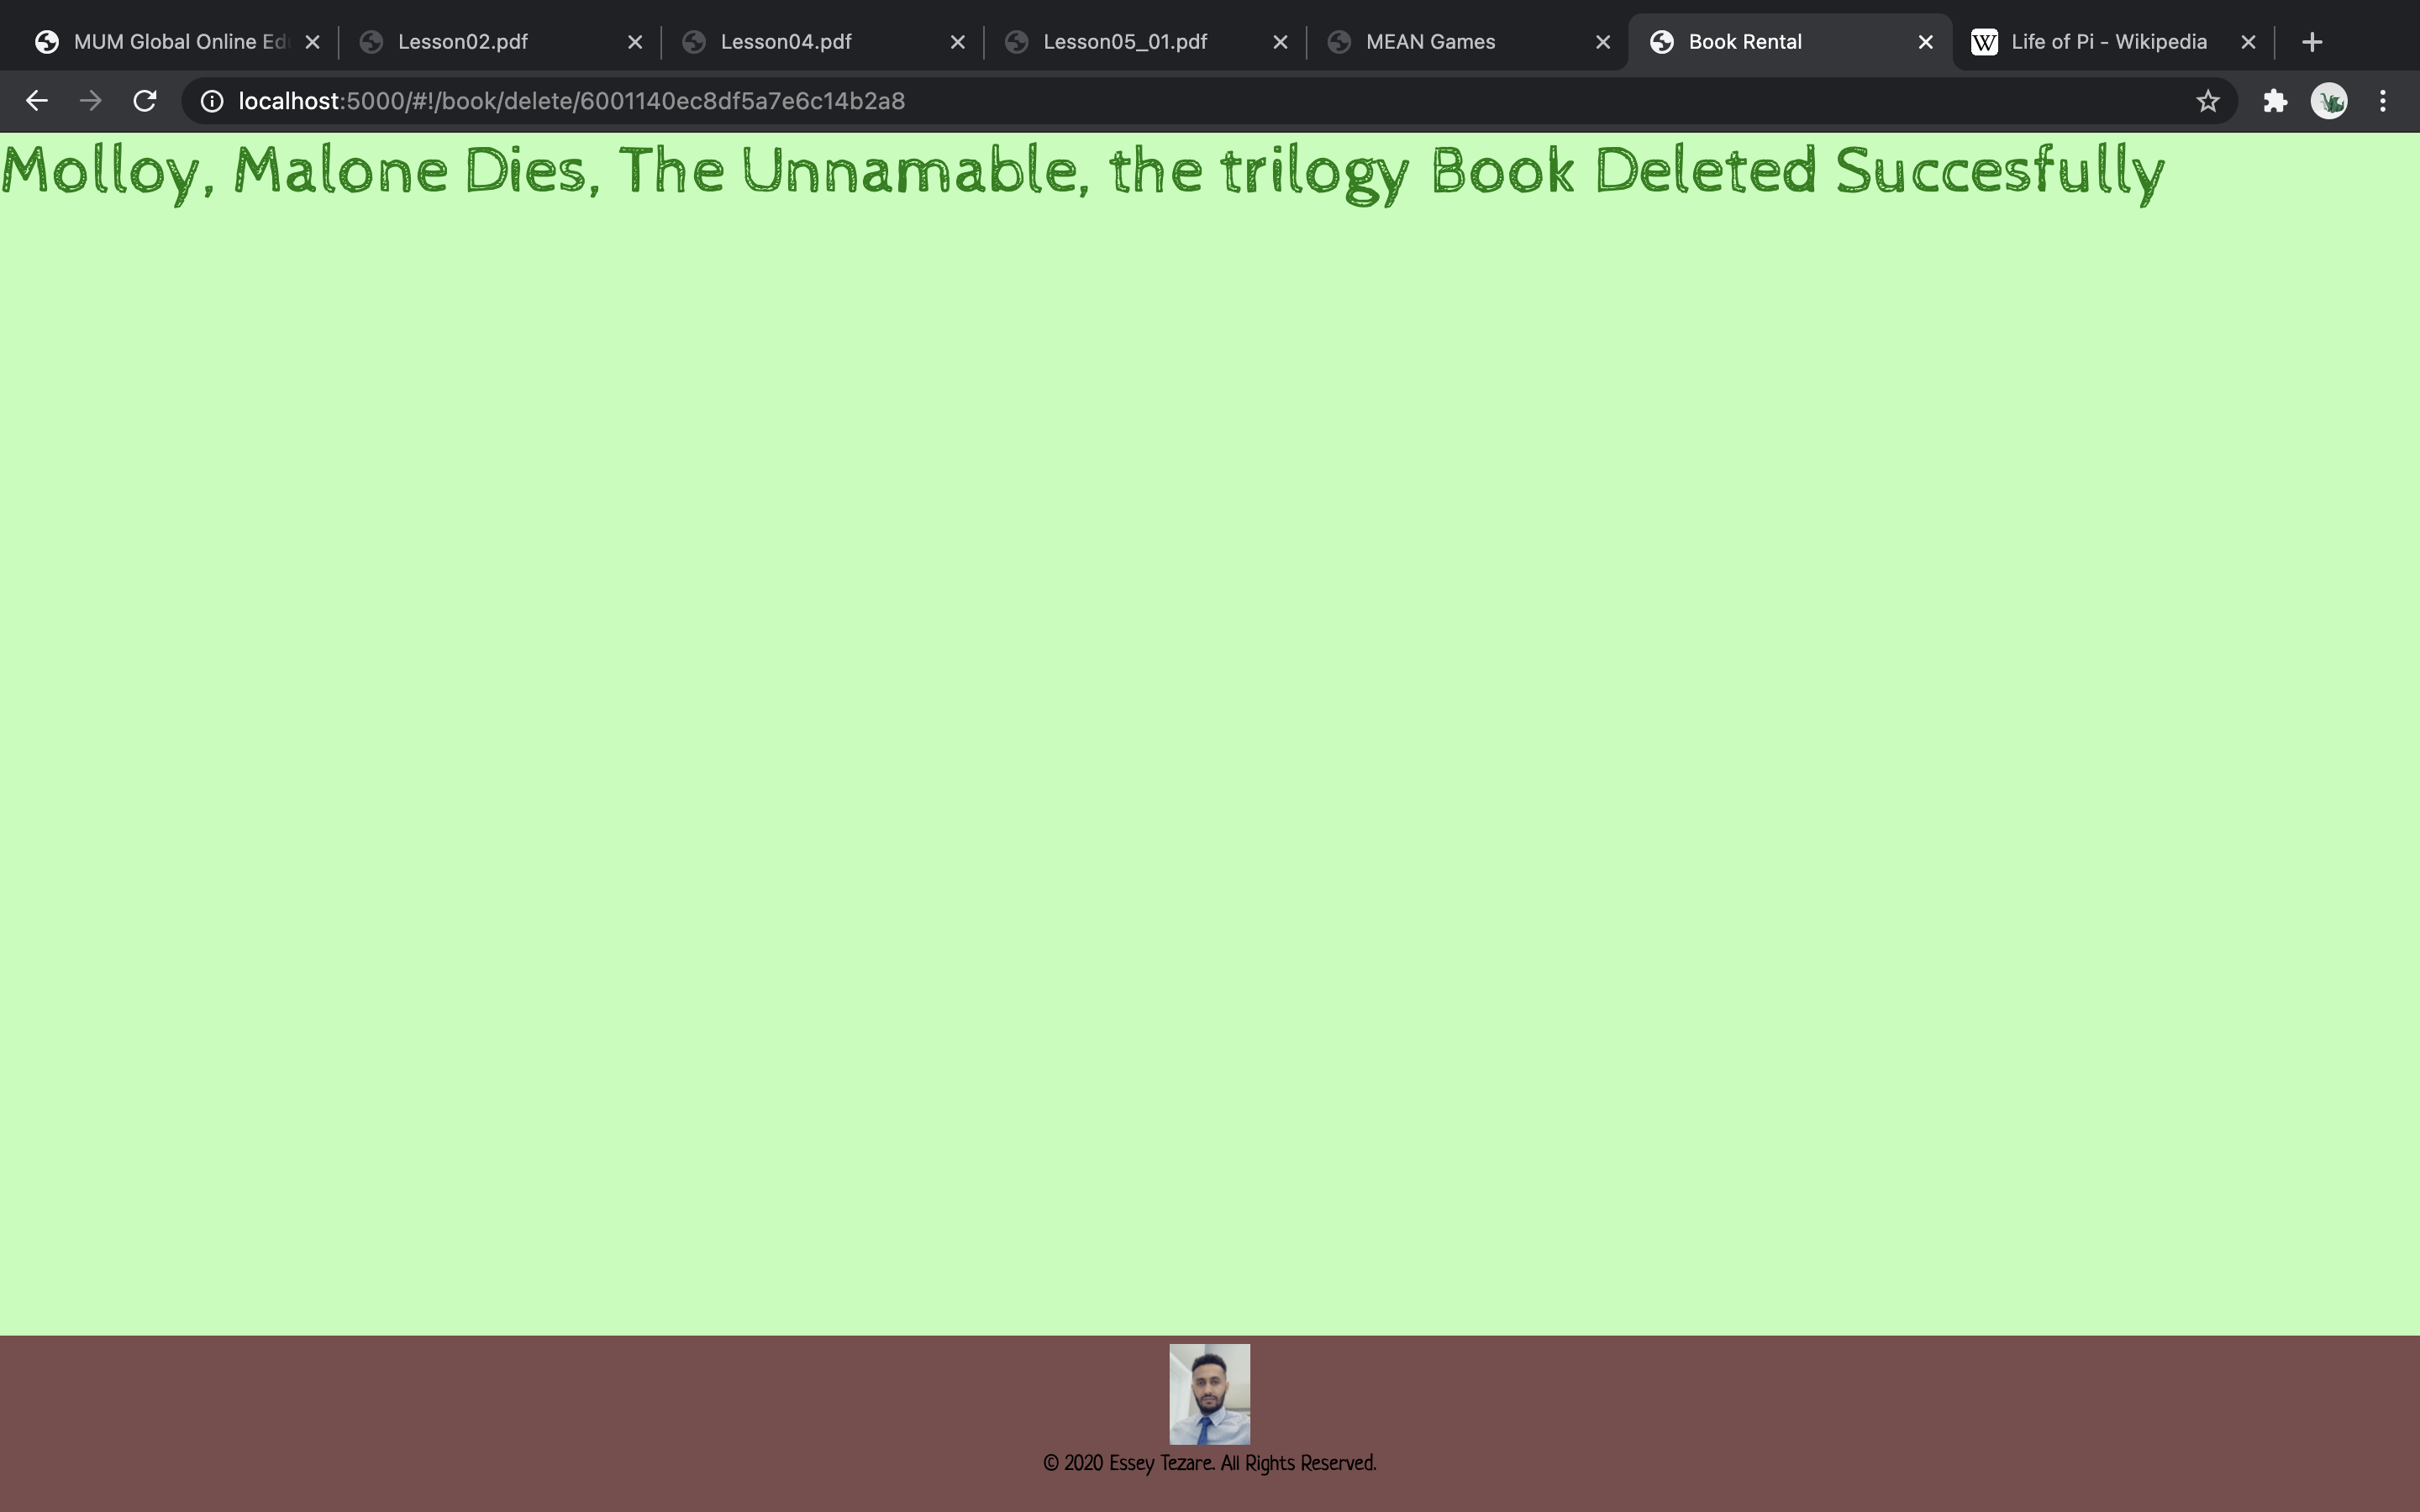 MUM Global Online Ed
Lesson02.pdf
Lesson04.pdf
Lesson05_01.pdf
MEAN Games
Book Rental
W Life of Pi - Wikipedia
localhost:5000/#!/book/delete/6001140ec8df5a7e6c14b2a8
Molloy, Malone Dies, The Unnamable, the trilogy Book Deleted Succesfully
© 2020 Essey Tezare. All Rights Reserved.